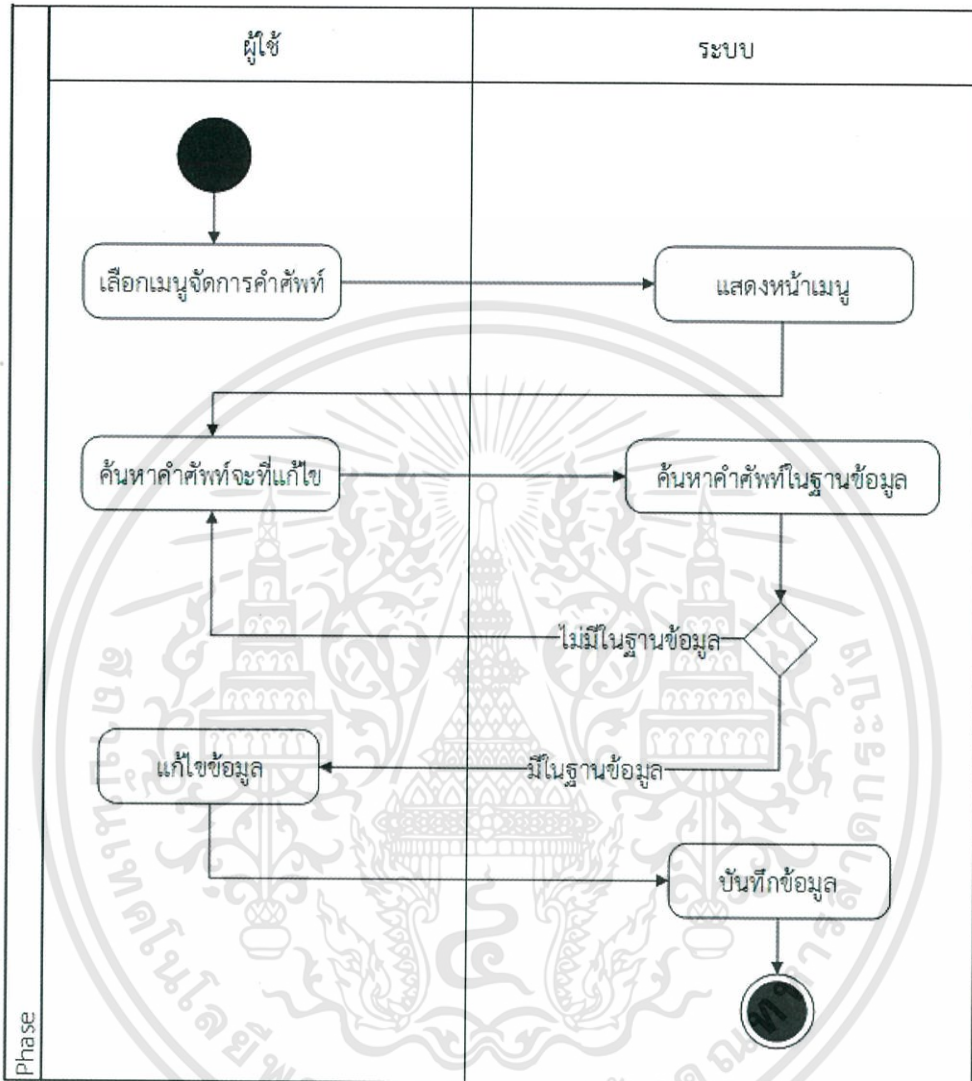 ผู้ใช้
ระบบ
เลือกเมนูจัดการคำศัพท์
แสดงหน้าเมนู
ค้นหาคำศัพท์จะที่แก้ไข
ค้นหาคำศัพท์ในฐานข้อมูล
ไม่มีในฐานข้อมูล
แก้ไขข้อมูล
มีในฐานข้อมูล
บันทึกข้อมูล
Phase